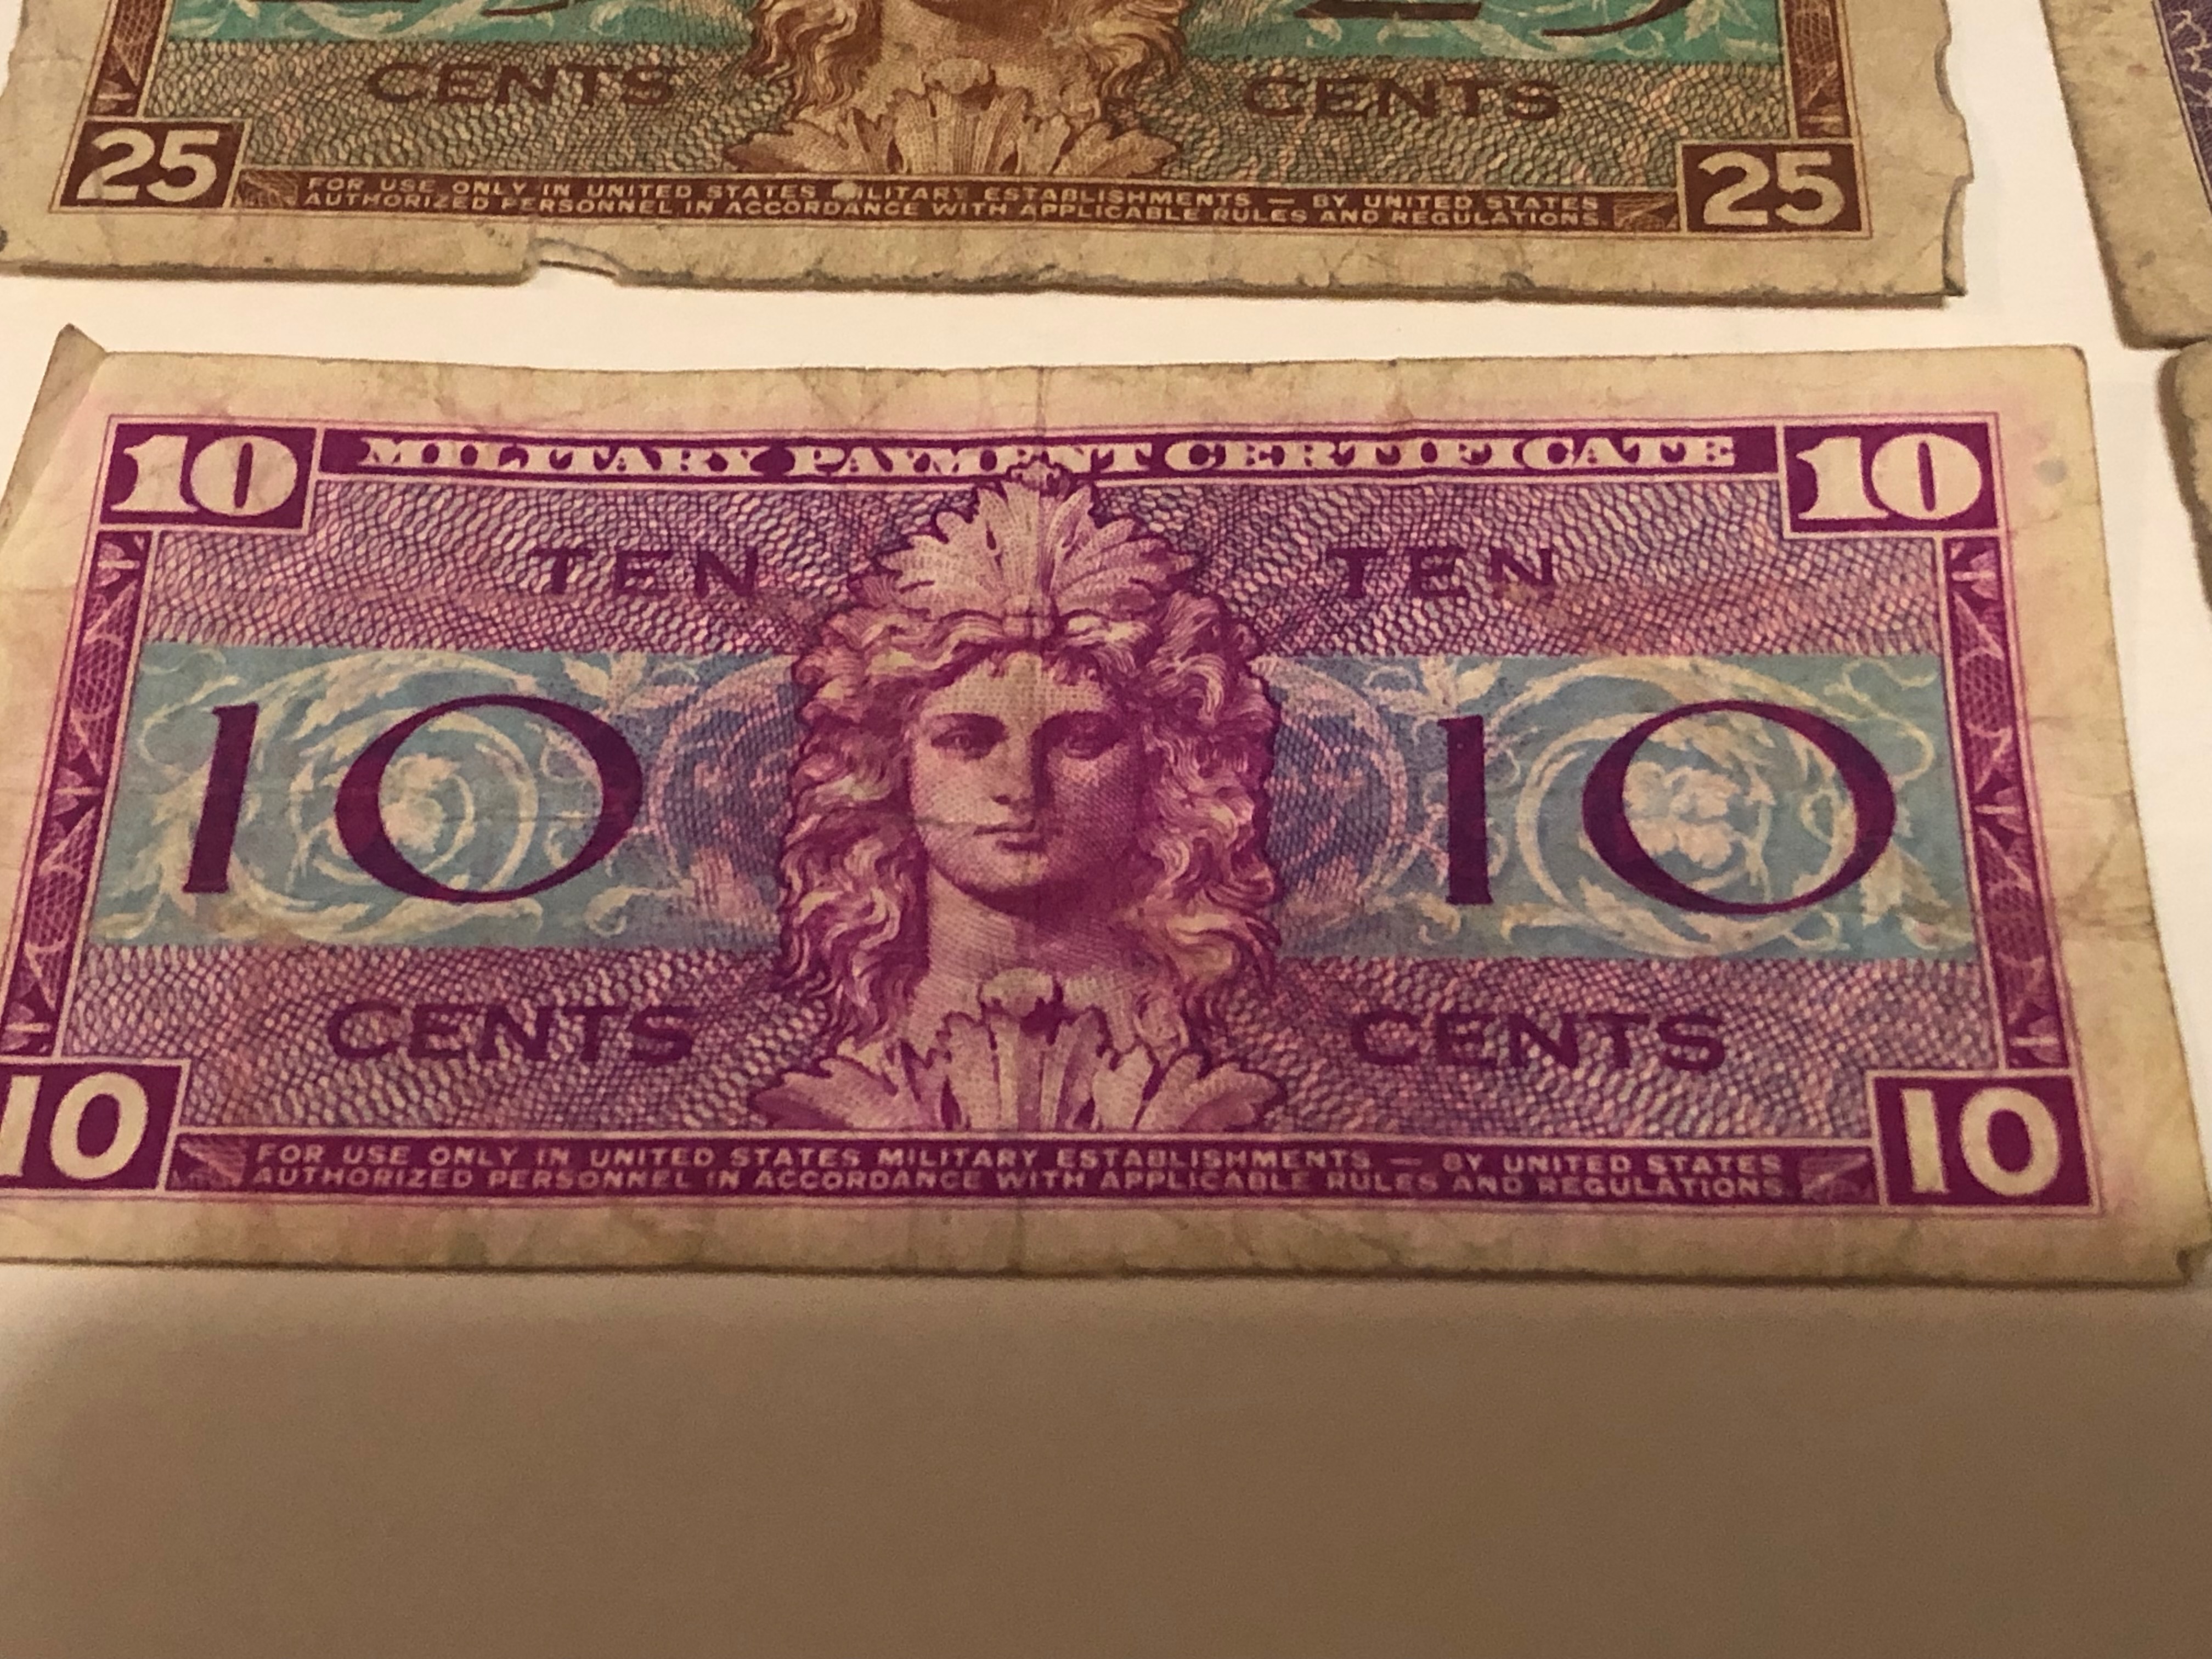 CENTS CENTS
25 25
FOR USE ONLY IN UNITED STATES MILITARY ESTABLISHMENTS — BY UNITED STATES
AUTHORIZED PERSONNEL IN ACCORDANCE WITH APPLICABLE RULES AND REGULATIONS
10 MILITARY PAYMENT CERTIFICATE 10
TEN TEN
10 10
CENTS CENTS
10 10
FOR USE ONLY IN UNITED STATES MILITARY ESTABLISHMENTS — BY UNITED STATES
AUTHORIZED PERSONNEL IN ACCORDANCE WITH APPLICABLE RULES AND REGULATIONS.